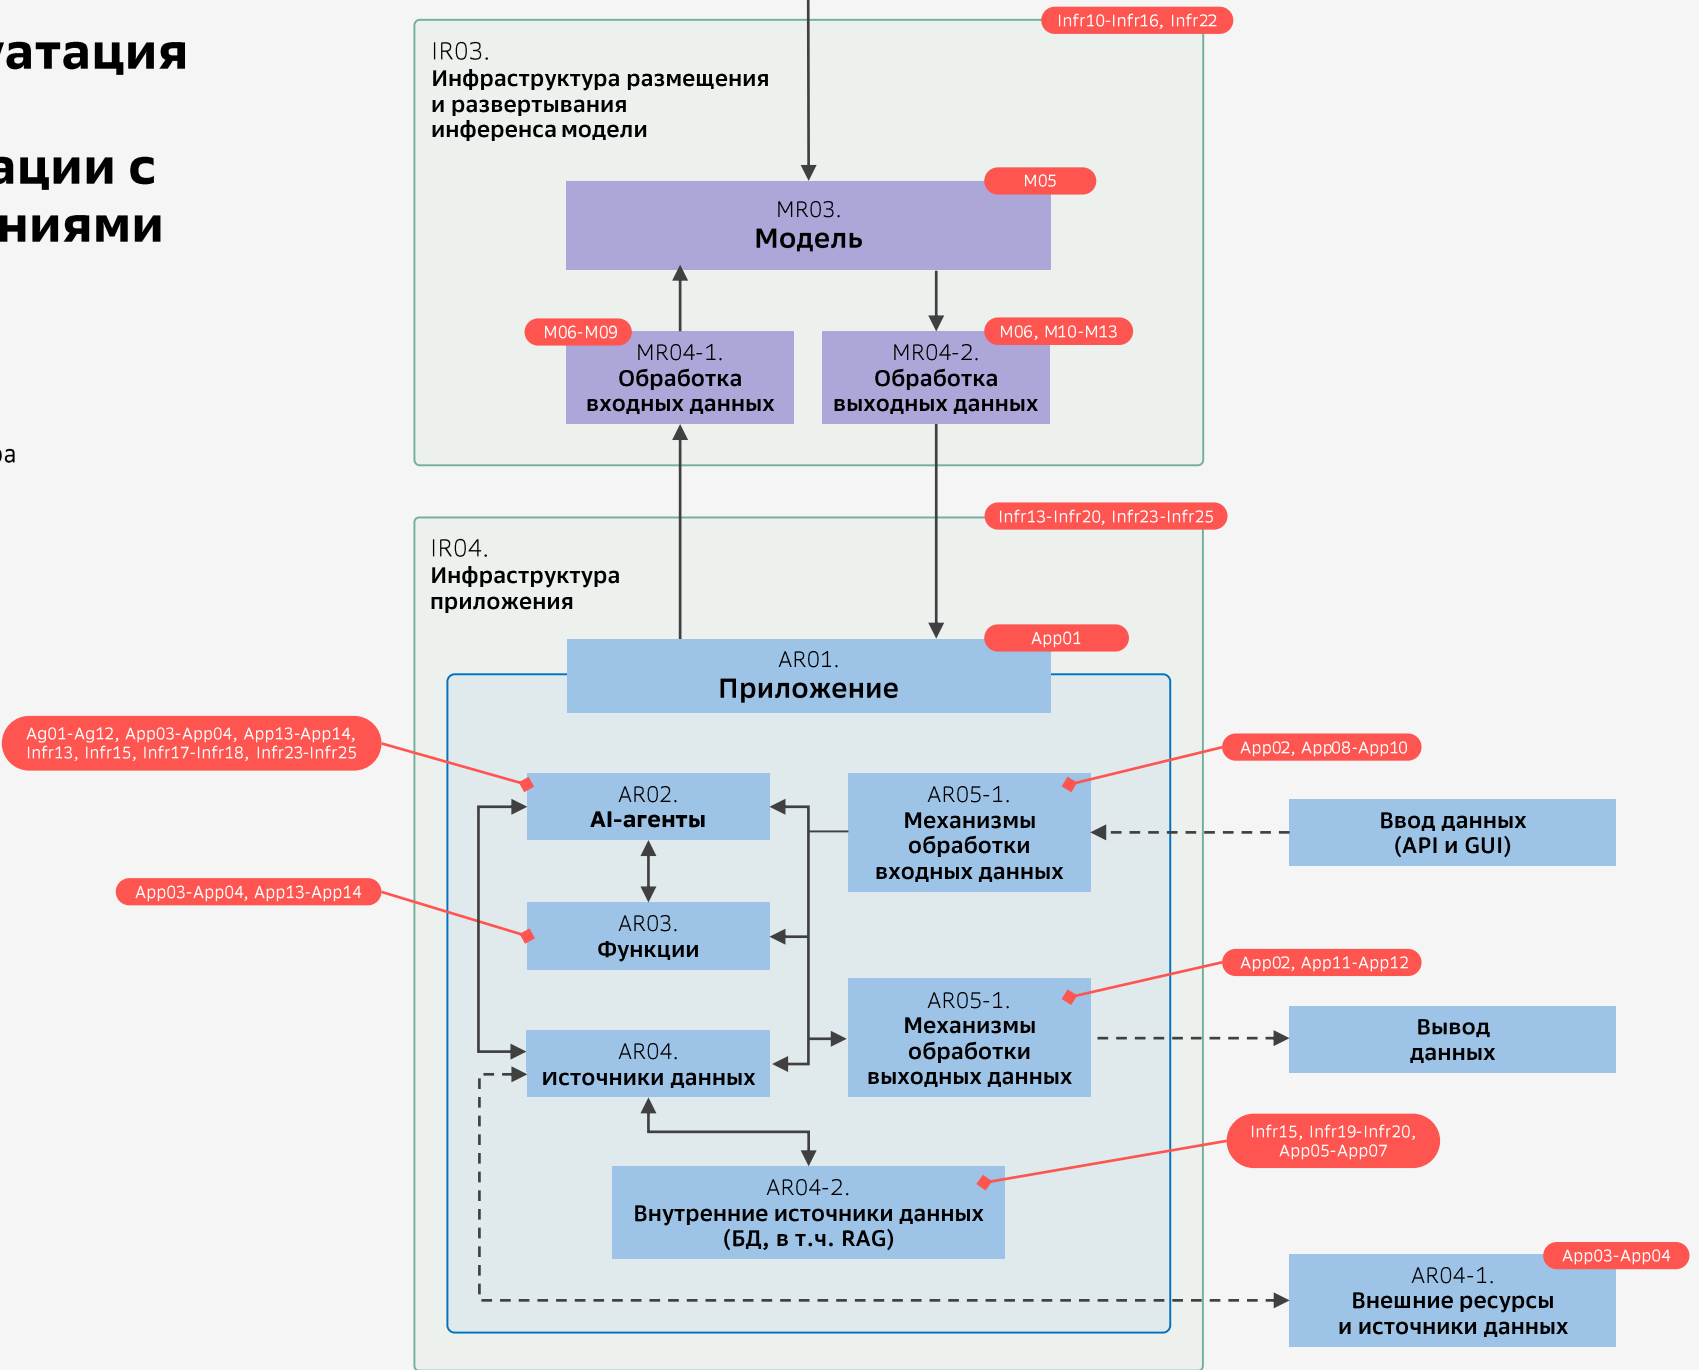 уатация
ации с
ниями
ра
Infr10-Infr16, Infr22
IR03.
Инфраструктура размещения
и развертывания
инференса модели
M05
MR03.
Модель
M06-M09
MR04-1.
Обработка
входных данных
M06, M10-M13
MR04-2.
Обработка
выходных данных
Infr13-Infr20, Infr23-Infr25
IR04.
Инфраструктура
приложения
App01
AR01.
Приложение
Ag01-Ag12, App03-App04, App13-App14,
Infr13, Infr15, Infr17-Infr18, Infr23-Infr25
App02, App08-App10
AR02.
AI-агенты
AR05-1.
Механизмы
обработки
входных данных
Ввод данных
(API и GUI)
App03-App04, App13-App14
AR03.
Функции
App02, App11-App12
AR05-1.
Механизмы
обработки
выходных данных
Вывод
данных
AR04.
Источники данных
Infr15, Infr19-Infr20,
App05-App07
AR04-2.
Внутренние источники данных
(БД, в т.ч. RAG)
App03-App04
AR04-1.
Внешние ресурсы
и источники данных